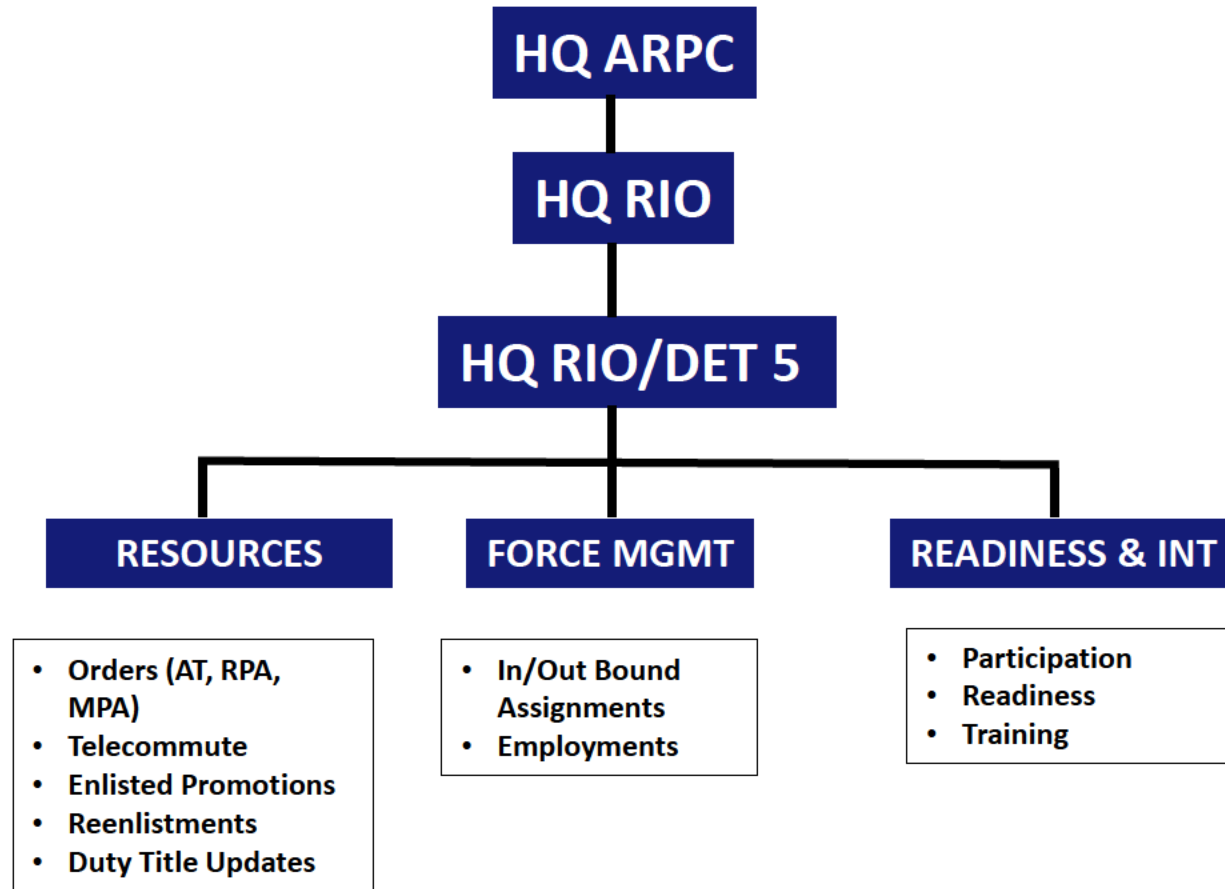 HQ ARPC
HQ RIO
HQ RIO/DET 5
RESOURCES
FORCE MGMT
READINESS & INT
• Orders (AT, RPA,
MPA)
• Telecommute
• Enlisted Promotions
• Reenlistments
• Duty Title Updates
• In/Out Bound
Assignments
• Employments
• Participation
• Readiness
• Training